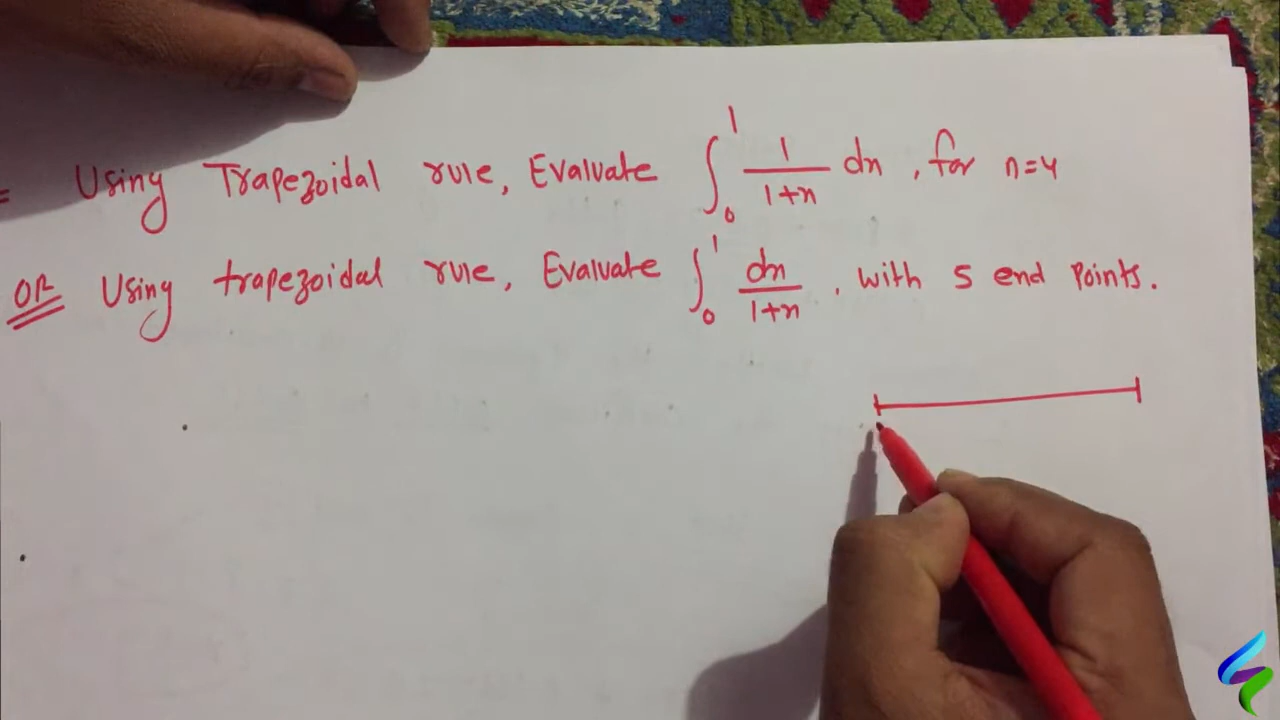 = Using Trapezoidal rule, Evaluate ∫₀¹ 1/(1+x) dx , for n=4
OR Using trapezoidal rule, Evaluate ∫₀¹ dx/(1+x) , with 5 end points.